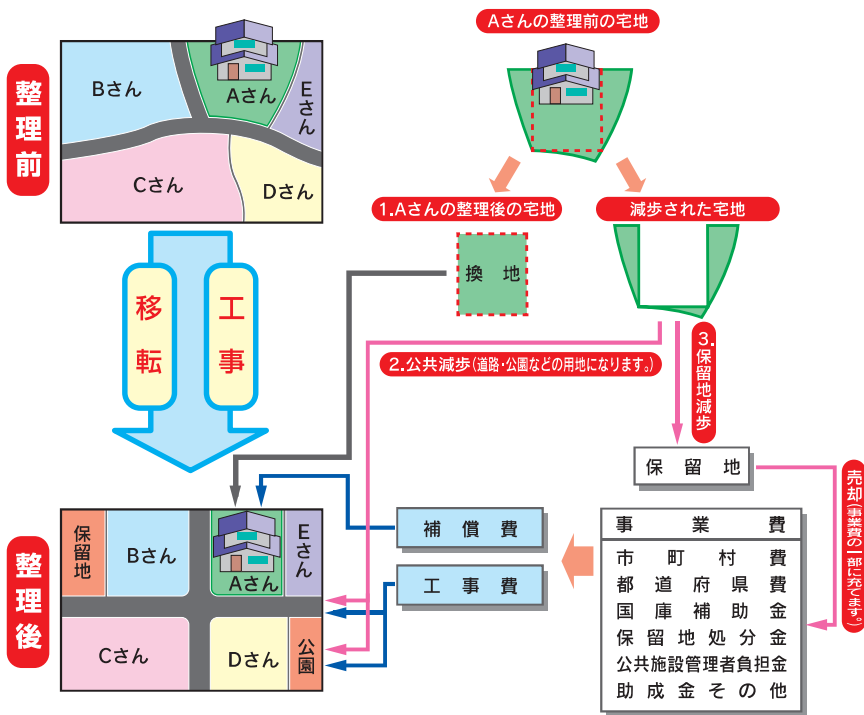 整理前
Bさん
Aさん
Eさん
Cさん
Dさん
Aさんの整理前の宅地
1.Aさんの整理後の宅地
減歩された宅地
換地
移転
工事
2.公共減歩(道路・公園などの用地になります。)
3.保留地減歩
保留地
売却(事業費の一部に充てます。)
整理後
保留地
Bさん
Aさん
Eさん
Cさん
Dさん
公園
補償費
工事費
事業費
市町村費
都道府県費
国庫補助金
保留地処分金
公共施設管理者負担金
助成金その他